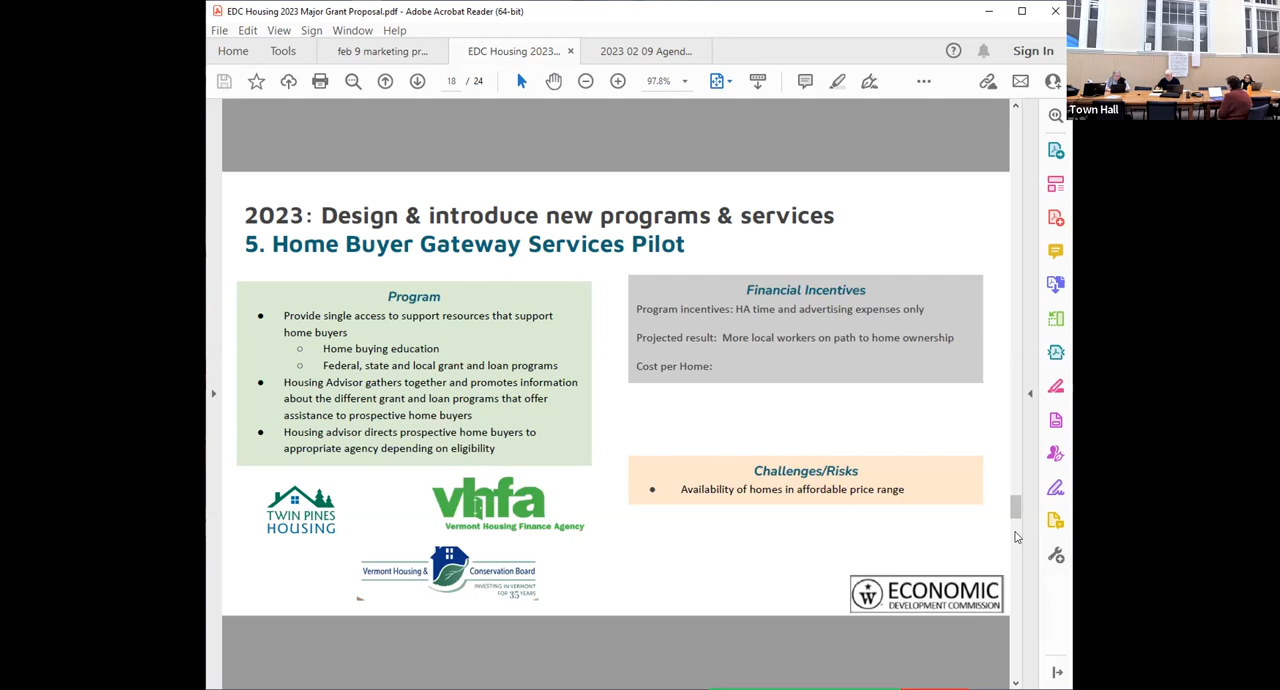 EDC Housing 2023 Major Grant Proposal.pdf - Adobe Acrobat Reader (64-bit)
File Edit View Sign Window Help
Home Tools feb 9 marketing pr... EDC Housing 2023... × 2023 02 09 Agend... Sign In
18 / 24 97.8%
Town Hall
2023: Design & introduce new programs & services
5. Home Buyer Gateway Services Pilot
Program
● Provide single access to support resources that support
home buyers
○ Home buying education
○ Federal, state and local grant and loan programs
● Housing Advisor gathers together and promotes information
about the different grant and loan programs that offer
assistance to prospective home buyers
● Housing advisor directs prospective home buyers to
appropriate agency depending on eligibility
Financial Incentives
Program incentives: HA time and advertising expenses only
Projected result: More local workers on path to home ownership
Cost per Home:
Challenges/Risks
● Availability of homes in affordable price range
TWIN PINES
HOUSING
vhfa
Vermont Housing Finance Agency
Vermont Housing & Conservation Board
INVESTING IN VERMONT
FOR 35 YEARS
W ECONOMIC
DEVELOPMENT COMMISSION